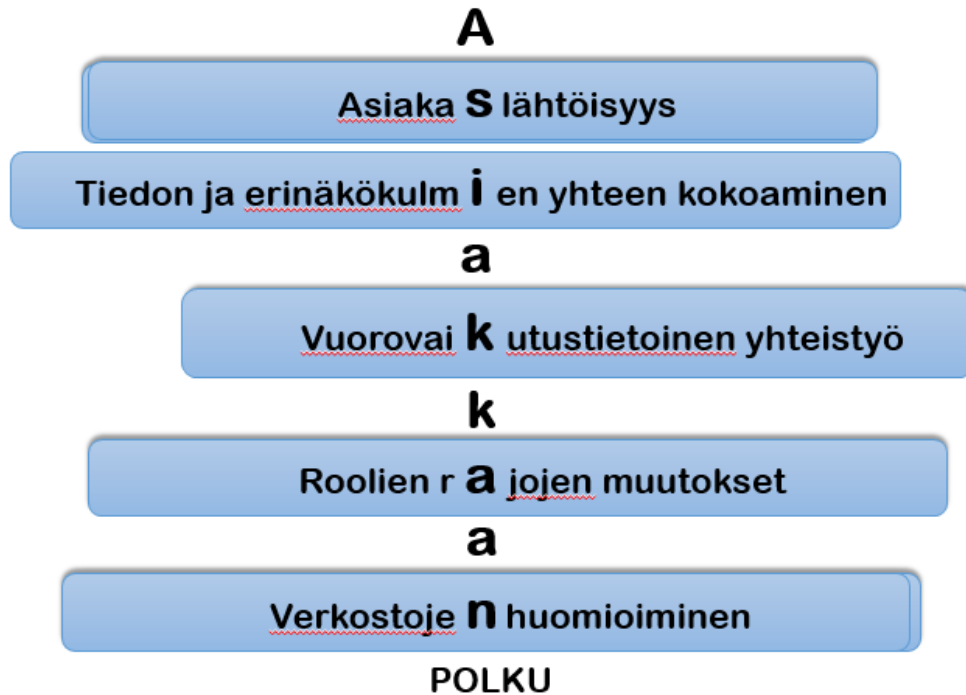 A
Asiaka s lähtöisyys
Tiedon ja erinäkökulm i en yhteen kokoaminen
a
Vuorovai k utustietoinen yhteistyö
k
Roolien r a jojen muutokset
a
Verkostoje n huomioiminen
POLKU